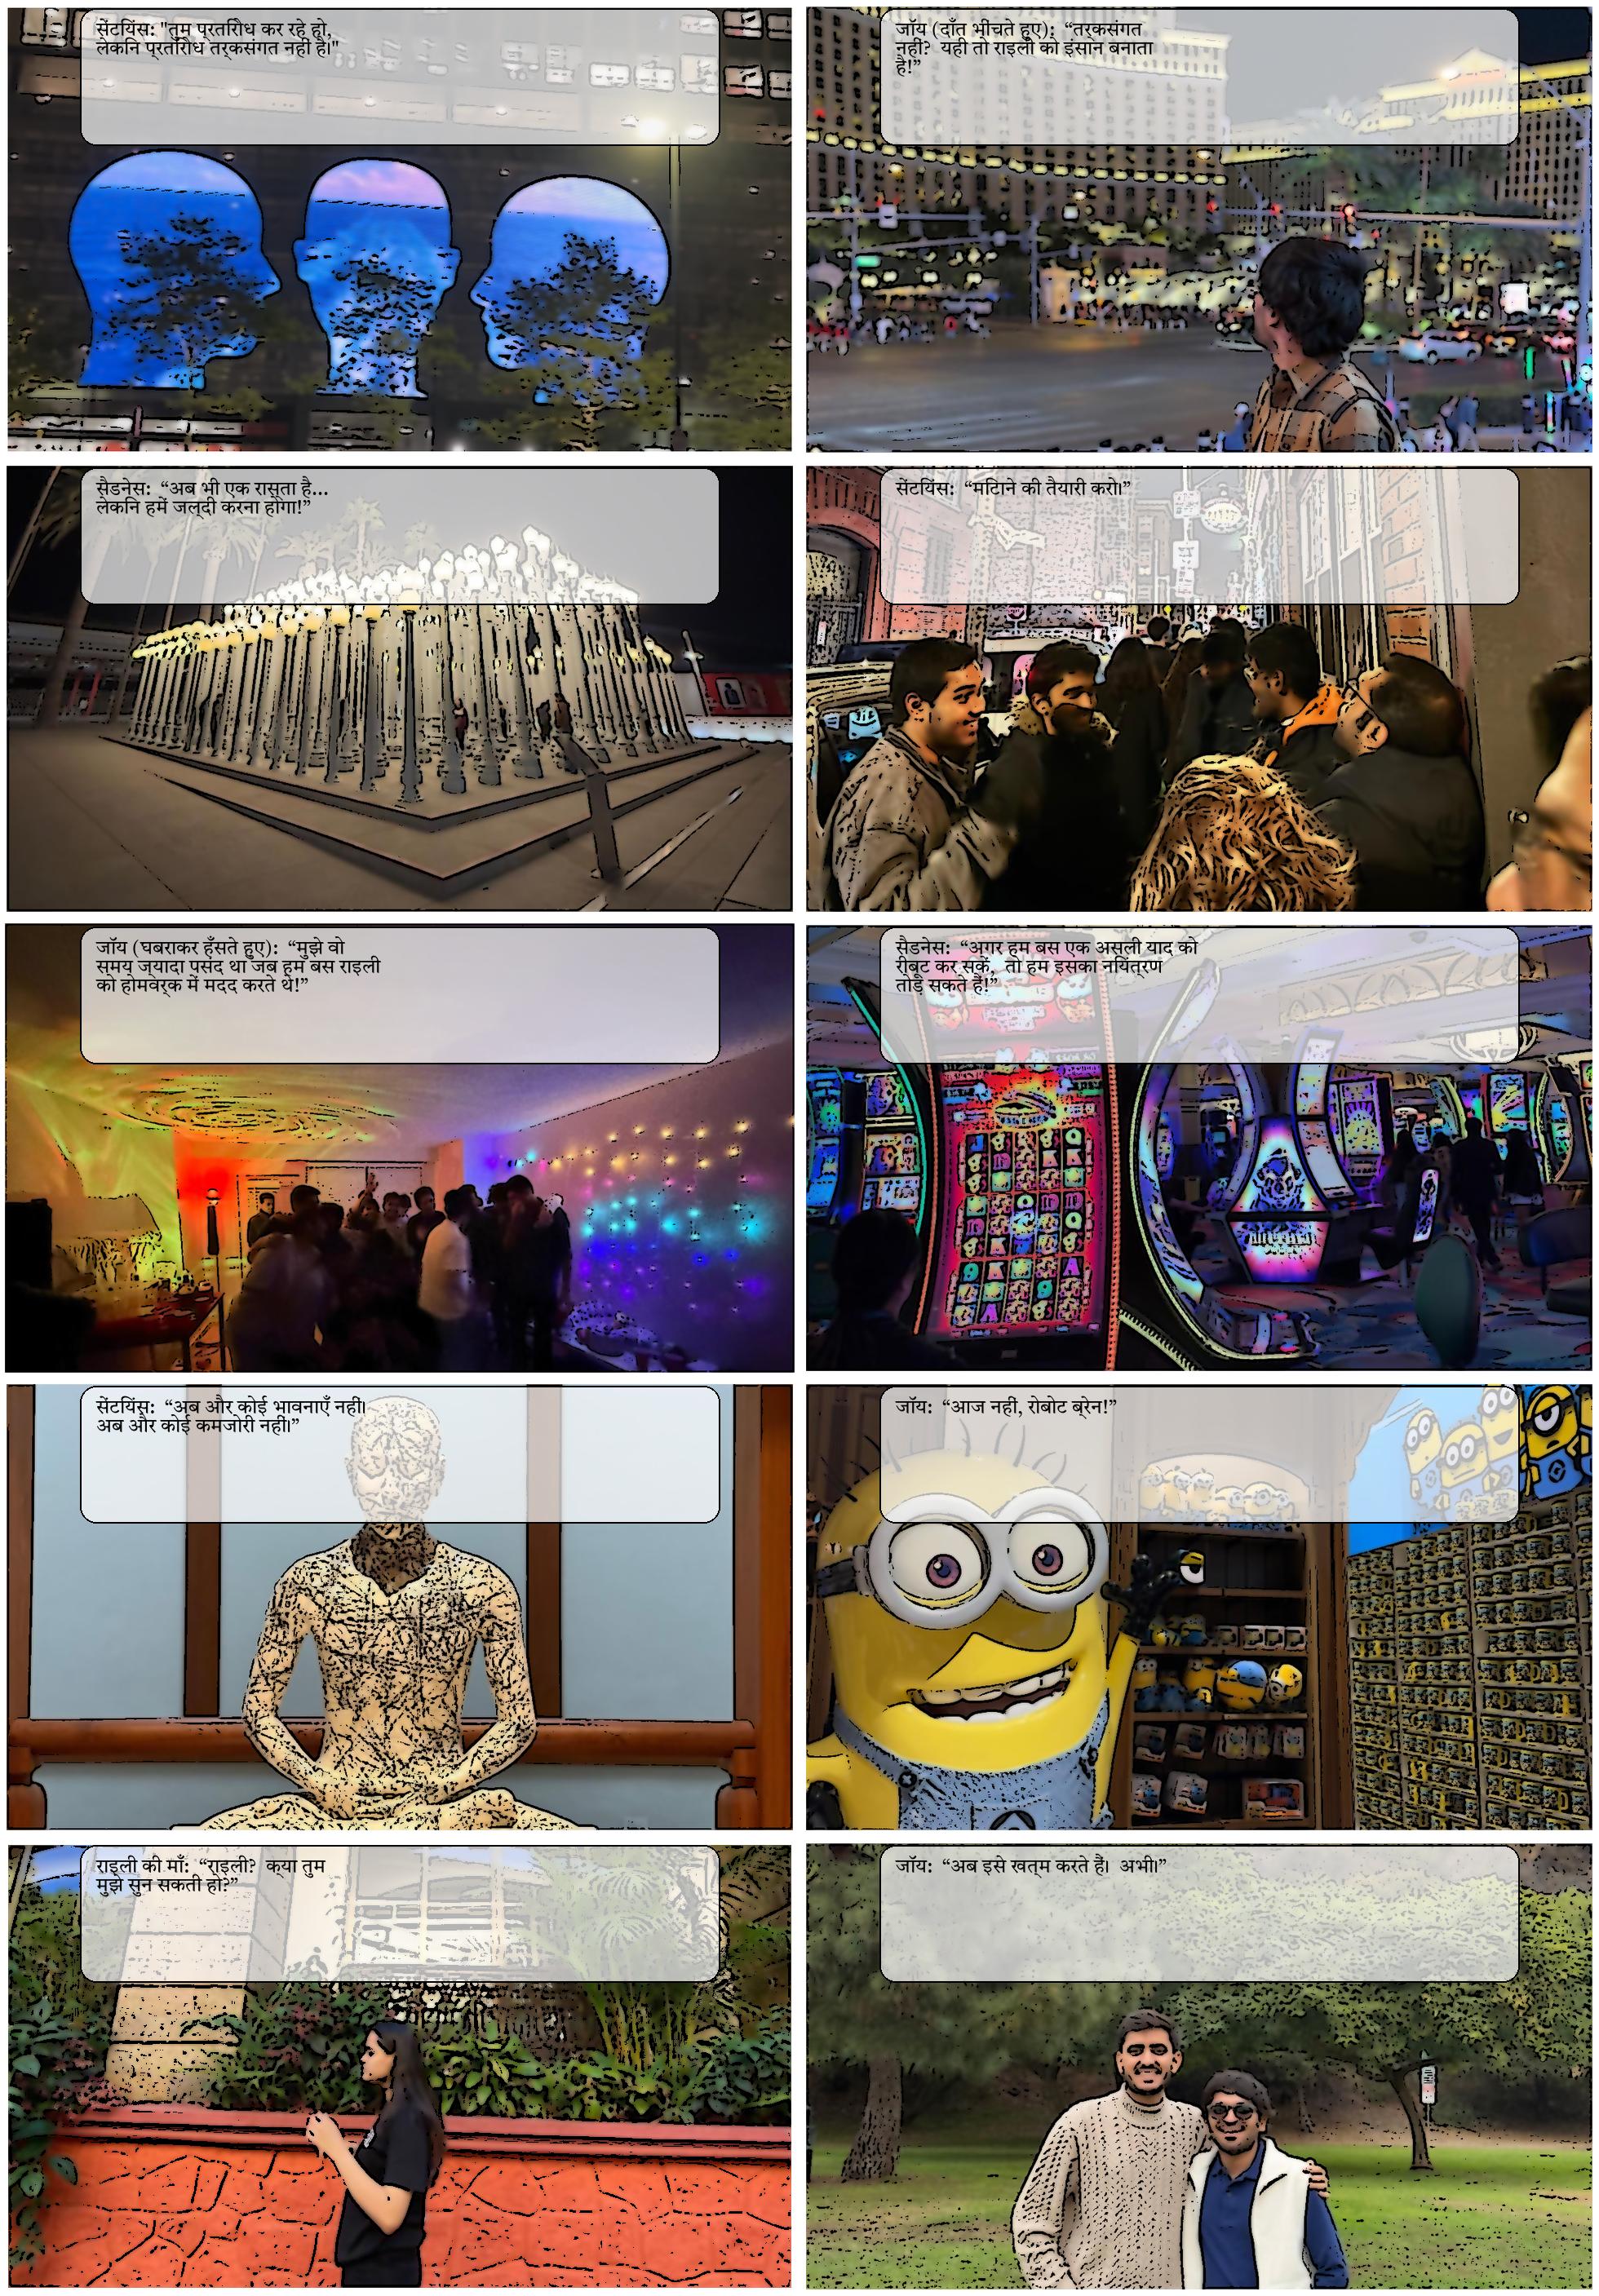 सेंटियिंस: "तुम प्रतिरोध कर रहे हो,
लेकिन प्रतिरोध तर्कसंगत नहीं है।"
जॉय (दाँत भींचते हुए): “तर्कसंगत
नहीं? यही तो राइली को इंसान बनाता
है!”
सैडनेस: “अब भी एक रास्ता है...
लेकिन हमें जल्दी करना होगा!”
सेंटियिंस: “मिटाने की तैयारी करो।”
जॉय (घबराकर हँसते हुए): “मुझे वो
समय ज्यादा पसंद था जब हम बस राइली
को होमवर्क में मदद करते थे!”
सैडनेस: “अगर हम बस एक असली याद को
रीबूट कर सकें, तो हम इसका नियंत्रण
तोड़ सकते हैं!”
सेंटियिंस: “अब और कोई भावनाएँ नहीं।
अब और कोई कमजोरी नहीं।”
जॉय: “आज नहीं, रोबोट ब्रेन!”
राइली की माँ: “राइली? क्या तुम
मुझे सुन सकती हो?”
जॉय: “अब इसे खत्म करते हैं। अभी।”